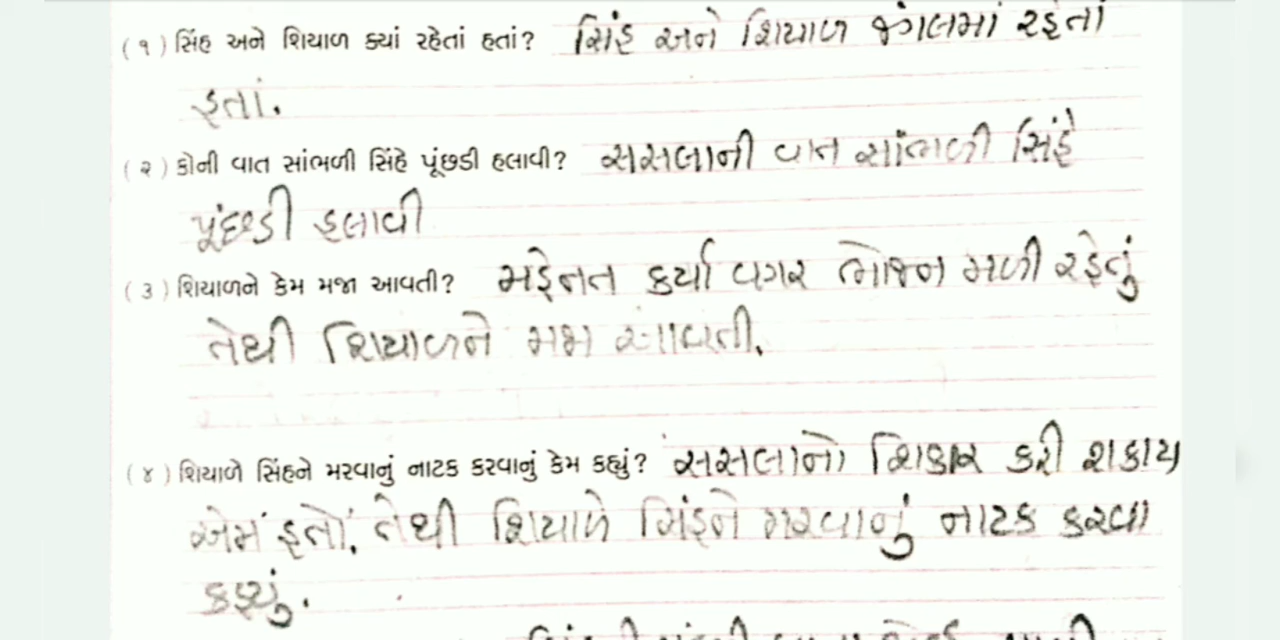 (૧) સિંહ અને શિયાળ ક્યાં રહેતાં હતાં? સિંહ અને શિયાળ જંગલમાં રહેતાં
હતાં.
(૨) કોની વાત સાંભળી સિંહે પૂંછડી હલાવી? સસલાની વાત સાંભળી સિંહે
પૂંછડી હલાવી
(૩) શિયાળને કેમ મજા આવતી? મહેનત કર્યા વગર ભોજન મળી રહેતું
તેથી શિયાળને મજા આવતી.
(૪) શિયાળે સિંહને મરવાનું નાટક કરવાનું કેમ કહ્યું? સસલાનો શિકાર કરી શકાય
એમ હતો. તેથી શિયાળે સિંહને મરવાનું નાટક કરવા
કહ્યું.